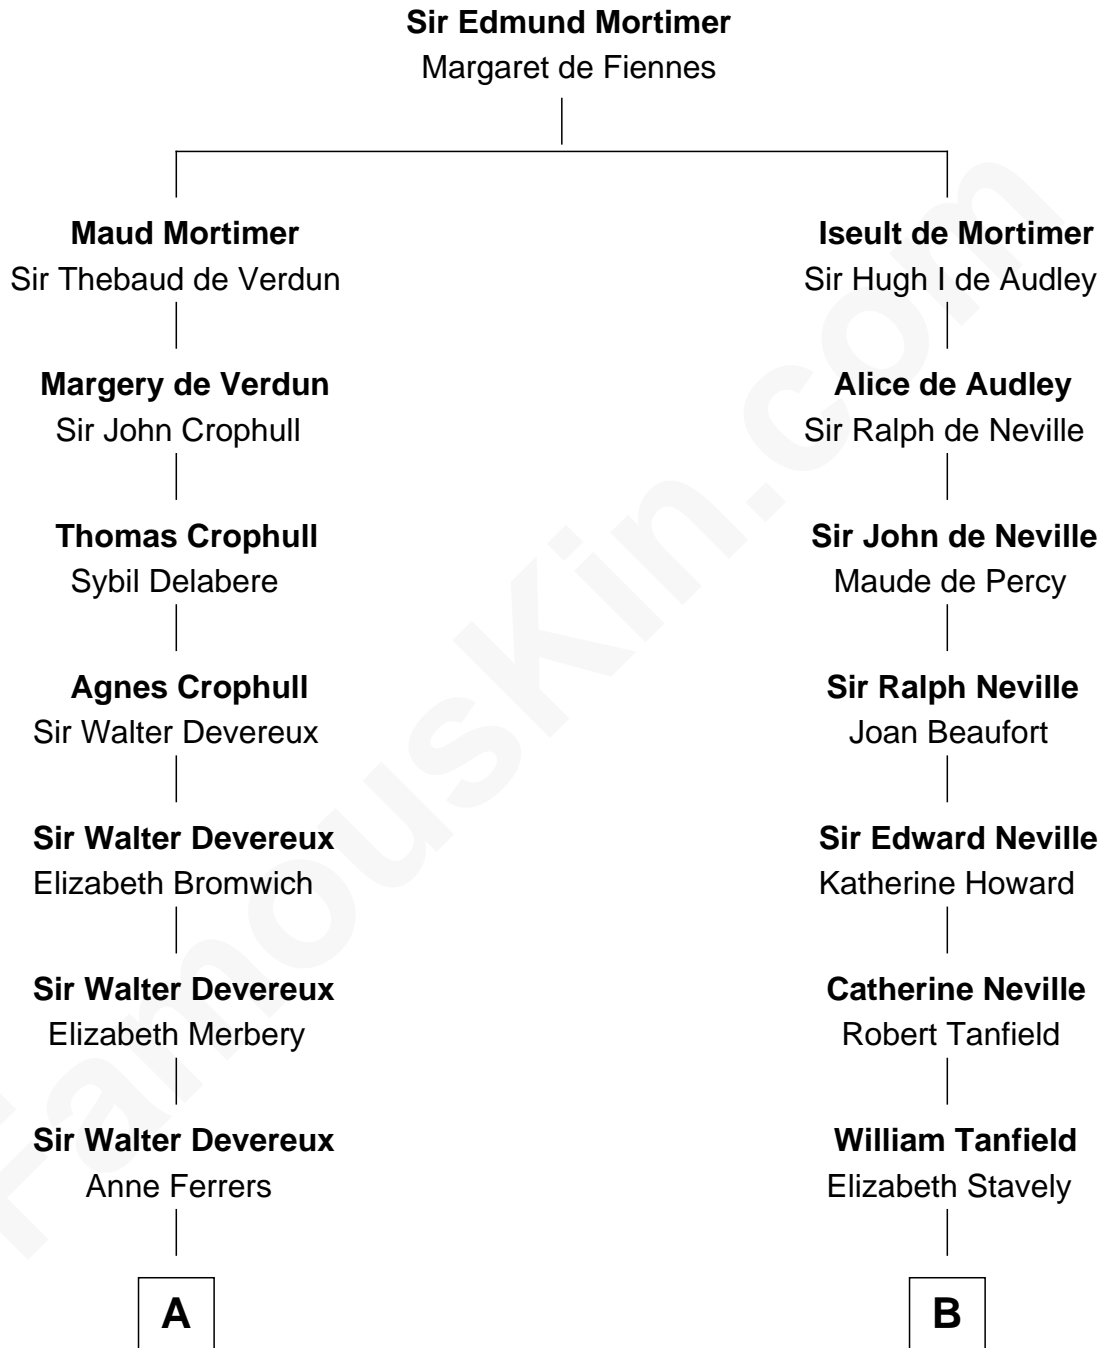 Sir Edmund Mortimer
Margaret de Fiennes
Maud Mortimer
Sir Thebaud de Verdun
Iseult de Mortimer
Sir Hugh I de Audley
Margery de Verdun
Sir John Crophull
Alice de Audley
Sir Ralph de Neville
Thomas Crophull
Sybil Delabere
Sir John de Neville
Maude de Percy
Agnes Crophull
Sir Walter Devereux
Sir Ralph Neville
Joan Beaufort
Sir Walter Devereux
Elizabeth Bromwich
Sir Edward Neville
Katherine Howard
Sir Walter Devereux
Elizabeth Merbery
Catherine Neville
Robert Tanfield
Sir Walter Devereux
Anne Ferrers
William Tanfield
Elizabeth Stavely
A
B
FamousKin.com